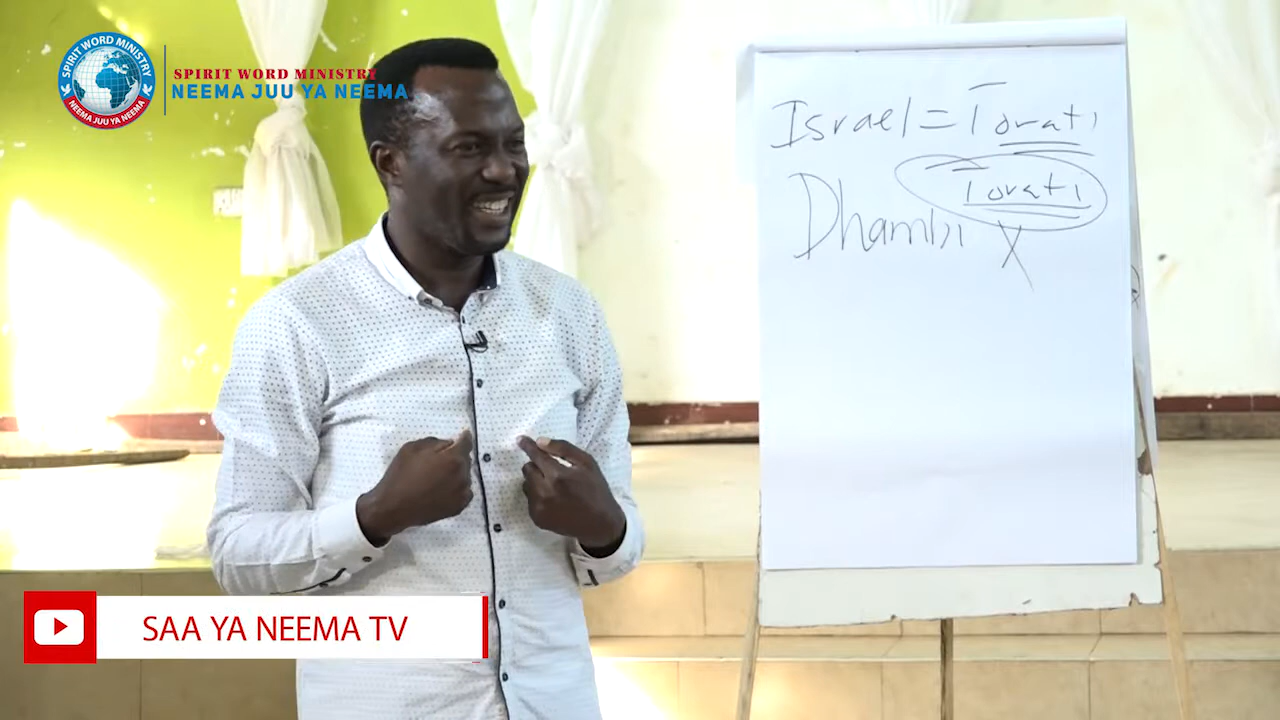 SPIRIT WORD MINISTRY
NEEMA JUU YA NEEMA
SPIRIT WORD MINISTRY
NEEMA JUU YA NEEMA
Israel = Torati
Torati
Dhambi X
SAA YA NEEMA TV